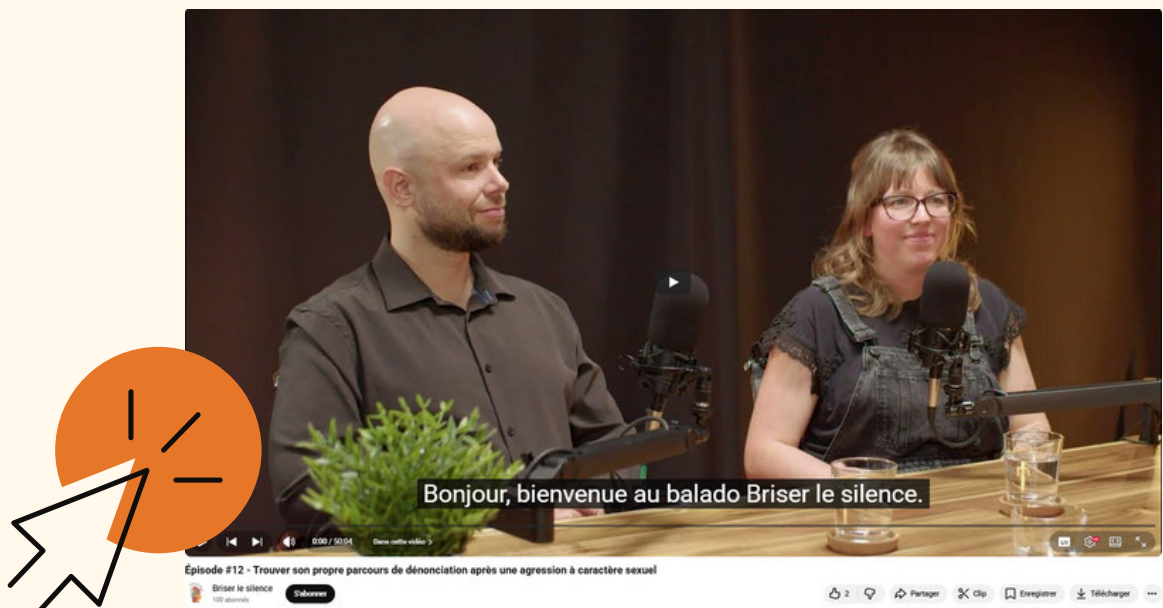 Bonjour, bienvenue au balado Briser le silence.
0:00 / 50:04 Dans cette vidéo
Épisode #12 - Trouver son propre parcours de dénonciation après une agression à caractère sexuel
Briser le silence
100 abonnés
S'abonner
2 Partager Clip Enregistrer Télécharger